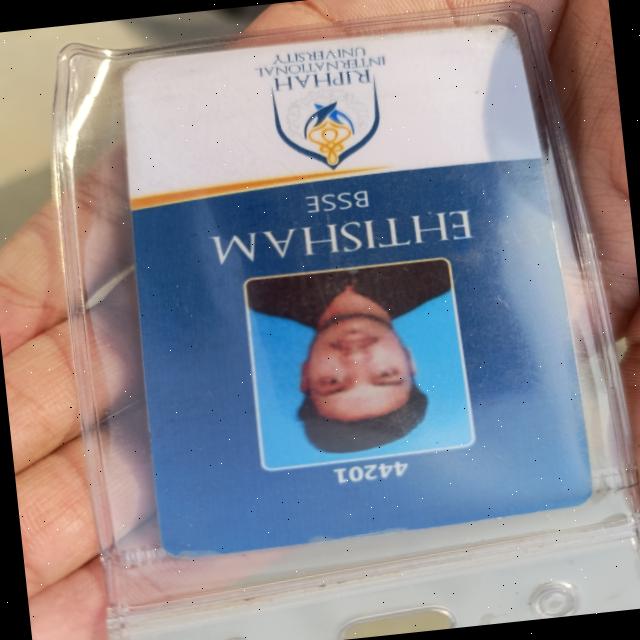 44201
EHTISHAM
BSSE
RIPHAH
INTERNATIONAL
UNIVERSITY